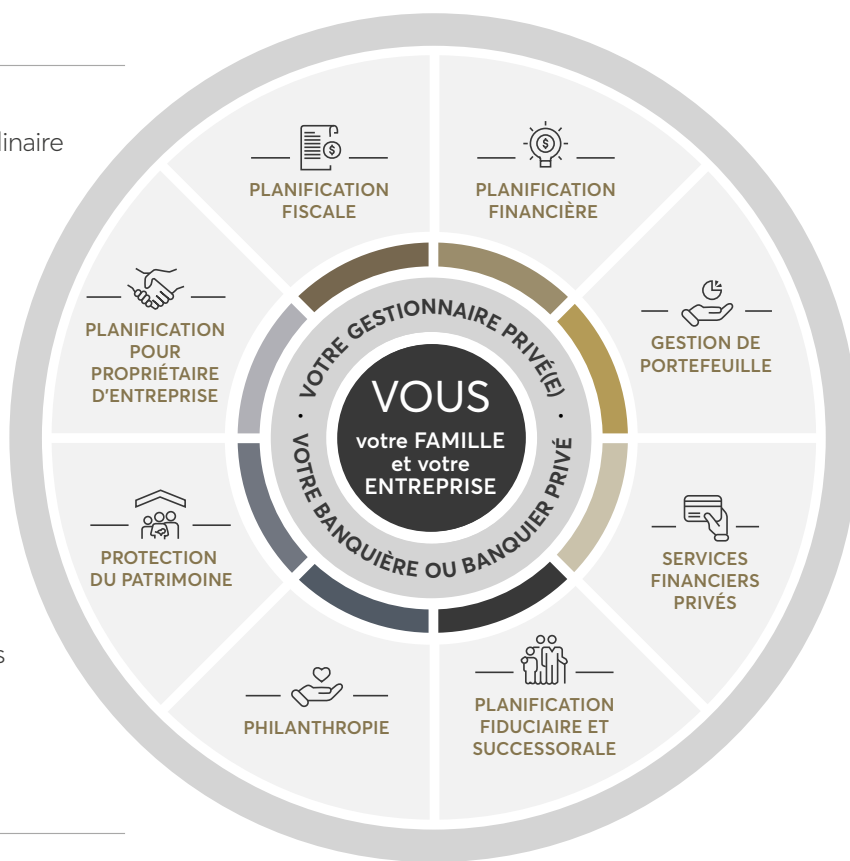 PLANIFICATION
FISCALE
PLANIFICATION
FINANCIÈRE
GESTION DE
PORTEFEUILLE
SERVICES
FINANCIERS
PRIVÉS
PLANIFICATION
FIDUCIAIRE ET
SUCCESSORALE
PHILANTHROPIE
PROTECTION
DU PATRIMOINE
PLANIFICATION
POUR
PROPRIÉTAIRE
D'ENTREPRISE
· VOTRE GESTIONNAIRE PRIVÉ(E) ·
VOTRE BANQUIÈRE OU BANQUIER PRIVÉ
VOUS
votre FAMILLE
et votre
ENTREPRISE